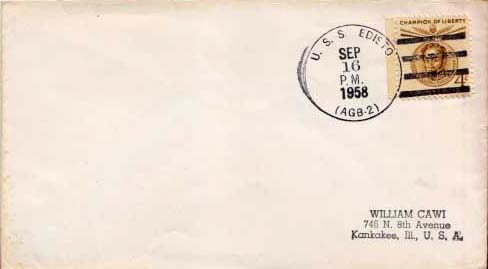 CHAMPION OF LIBERTY
4¢
U. S. S. EDISTO
SEP
16
P.M.
1958
(AGB-2)
WILLIAM CAWI
746 N. 8th Avenue
Kankakee, Ill., U. S. A.